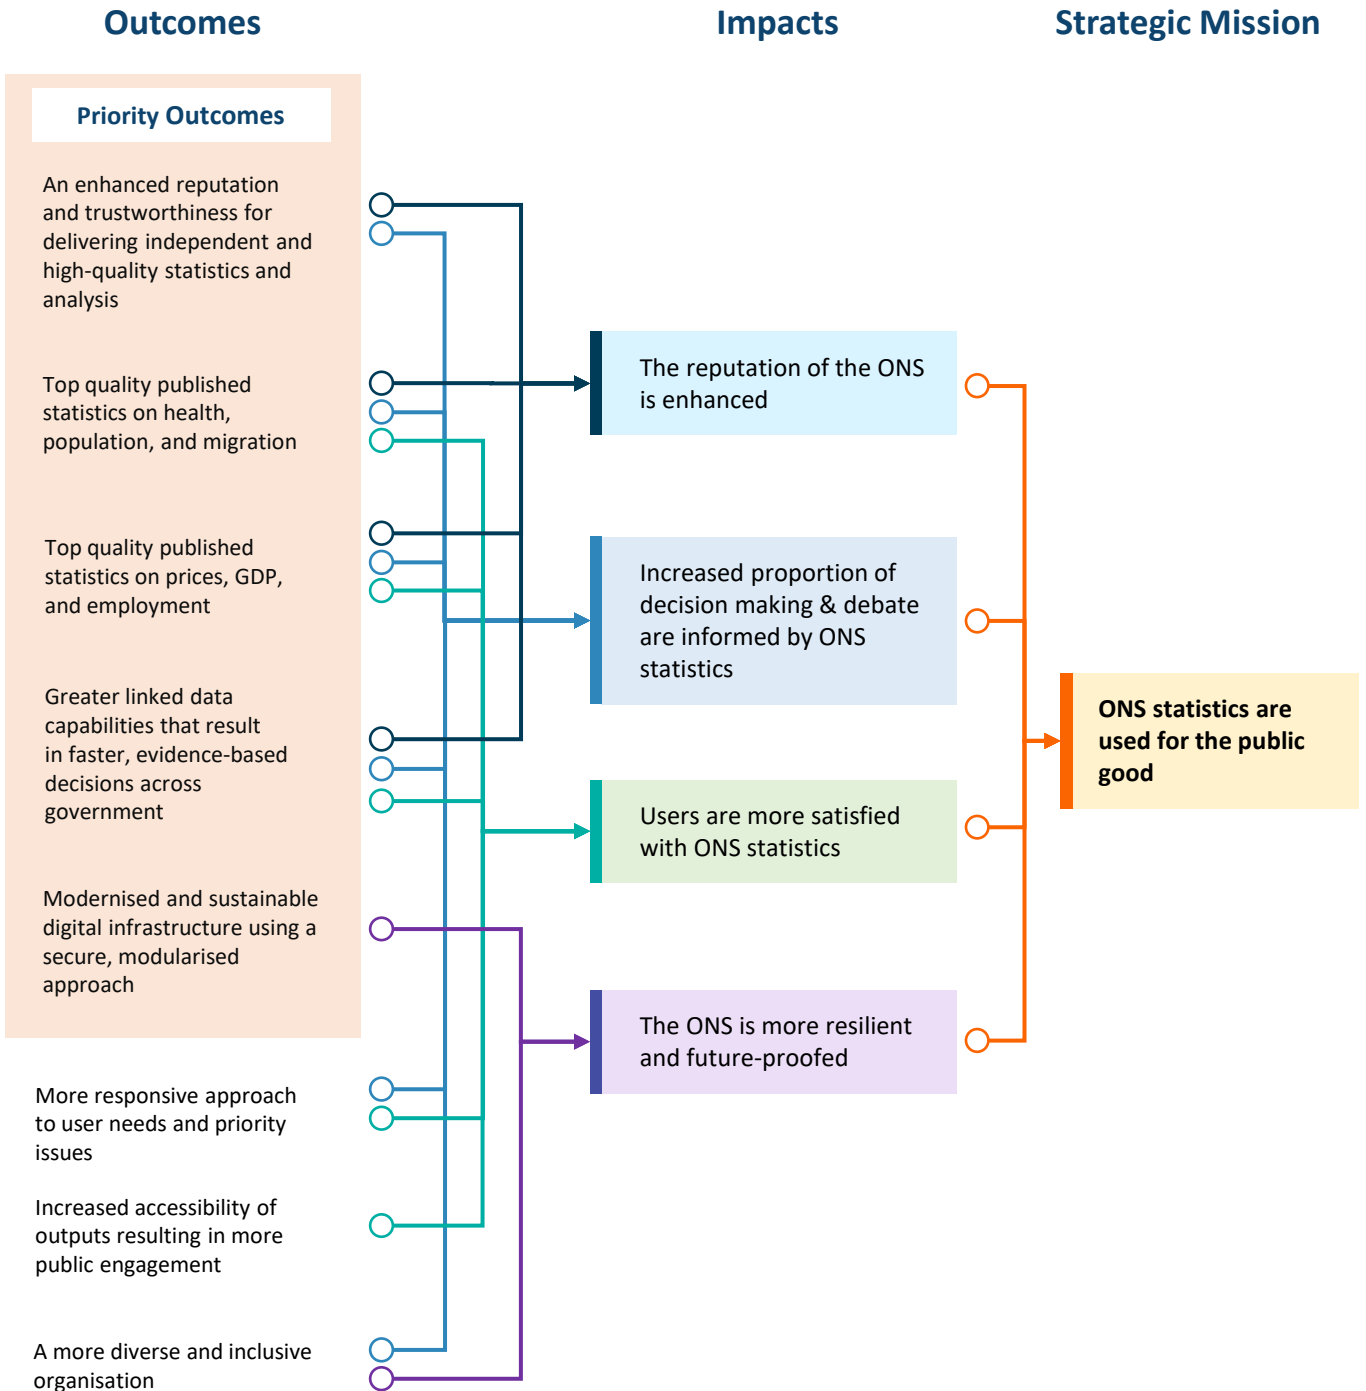 Outcomes
Impacts
Strategic Mission
Priority Outcomes
An enhanced reputation
and trustworthiness for
delivering independent and
high-quality statistics and
analysis
Top quality published
statistics on health,
population, and migration
Top quality published
statistics on prices, GDP,
and employment
Greater linked data
capabilities that result
in faster, evidence-based
decisions across
government
Modernised and sustainable
digital infrastructure using a
secure, modularised
approach
More responsive approach
to user needs and priority
issues
Increased accessibility of
outputs resulting in more
public engagement
A more diverse and inclusive
organisation
The reputation of the ONS
is enhanced
Increased proportion of
decision making & debate
are informed by ONS
statistics
Users are more satisfied
with ONS statistics
The ONS is more resilient
and future-proofed
ONS statistics are
used for the public
good